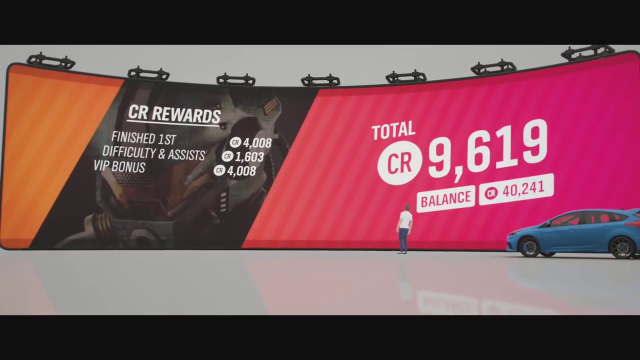 CR REWARDS
FINISHED 1ST CR 4,008
DIFFICULTY & ASSISTS CR 1,603
VIP BONUS CR 4,008
TOTAL
CR 9,619
BALANCE CR 40,241